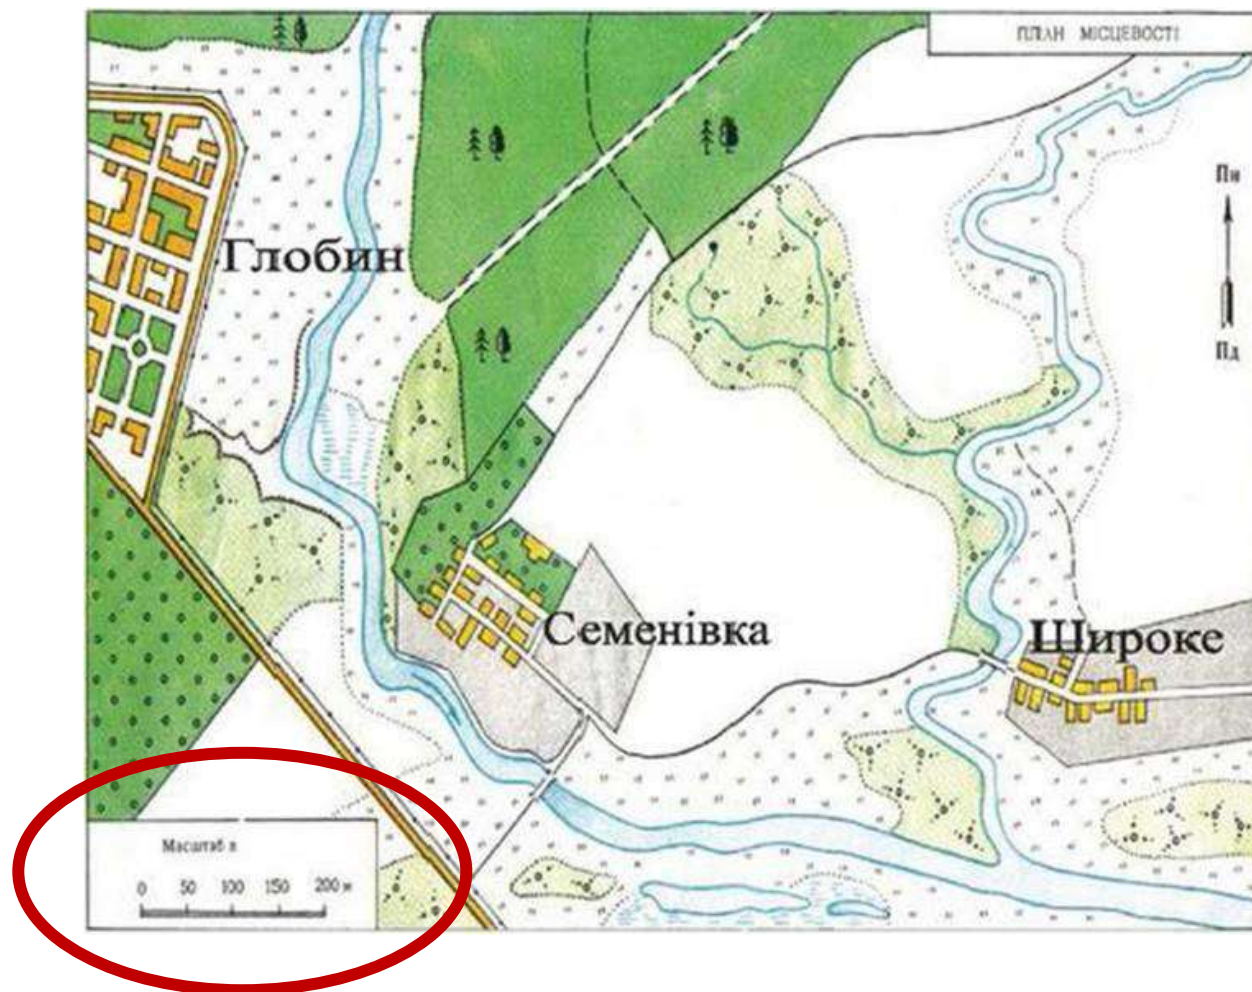 ПЛАН МІСЦЕВОСТІ
Пн
Глобин
Пд
Семенівка
Широке
Масштаб в
0 50 100 150 200 м